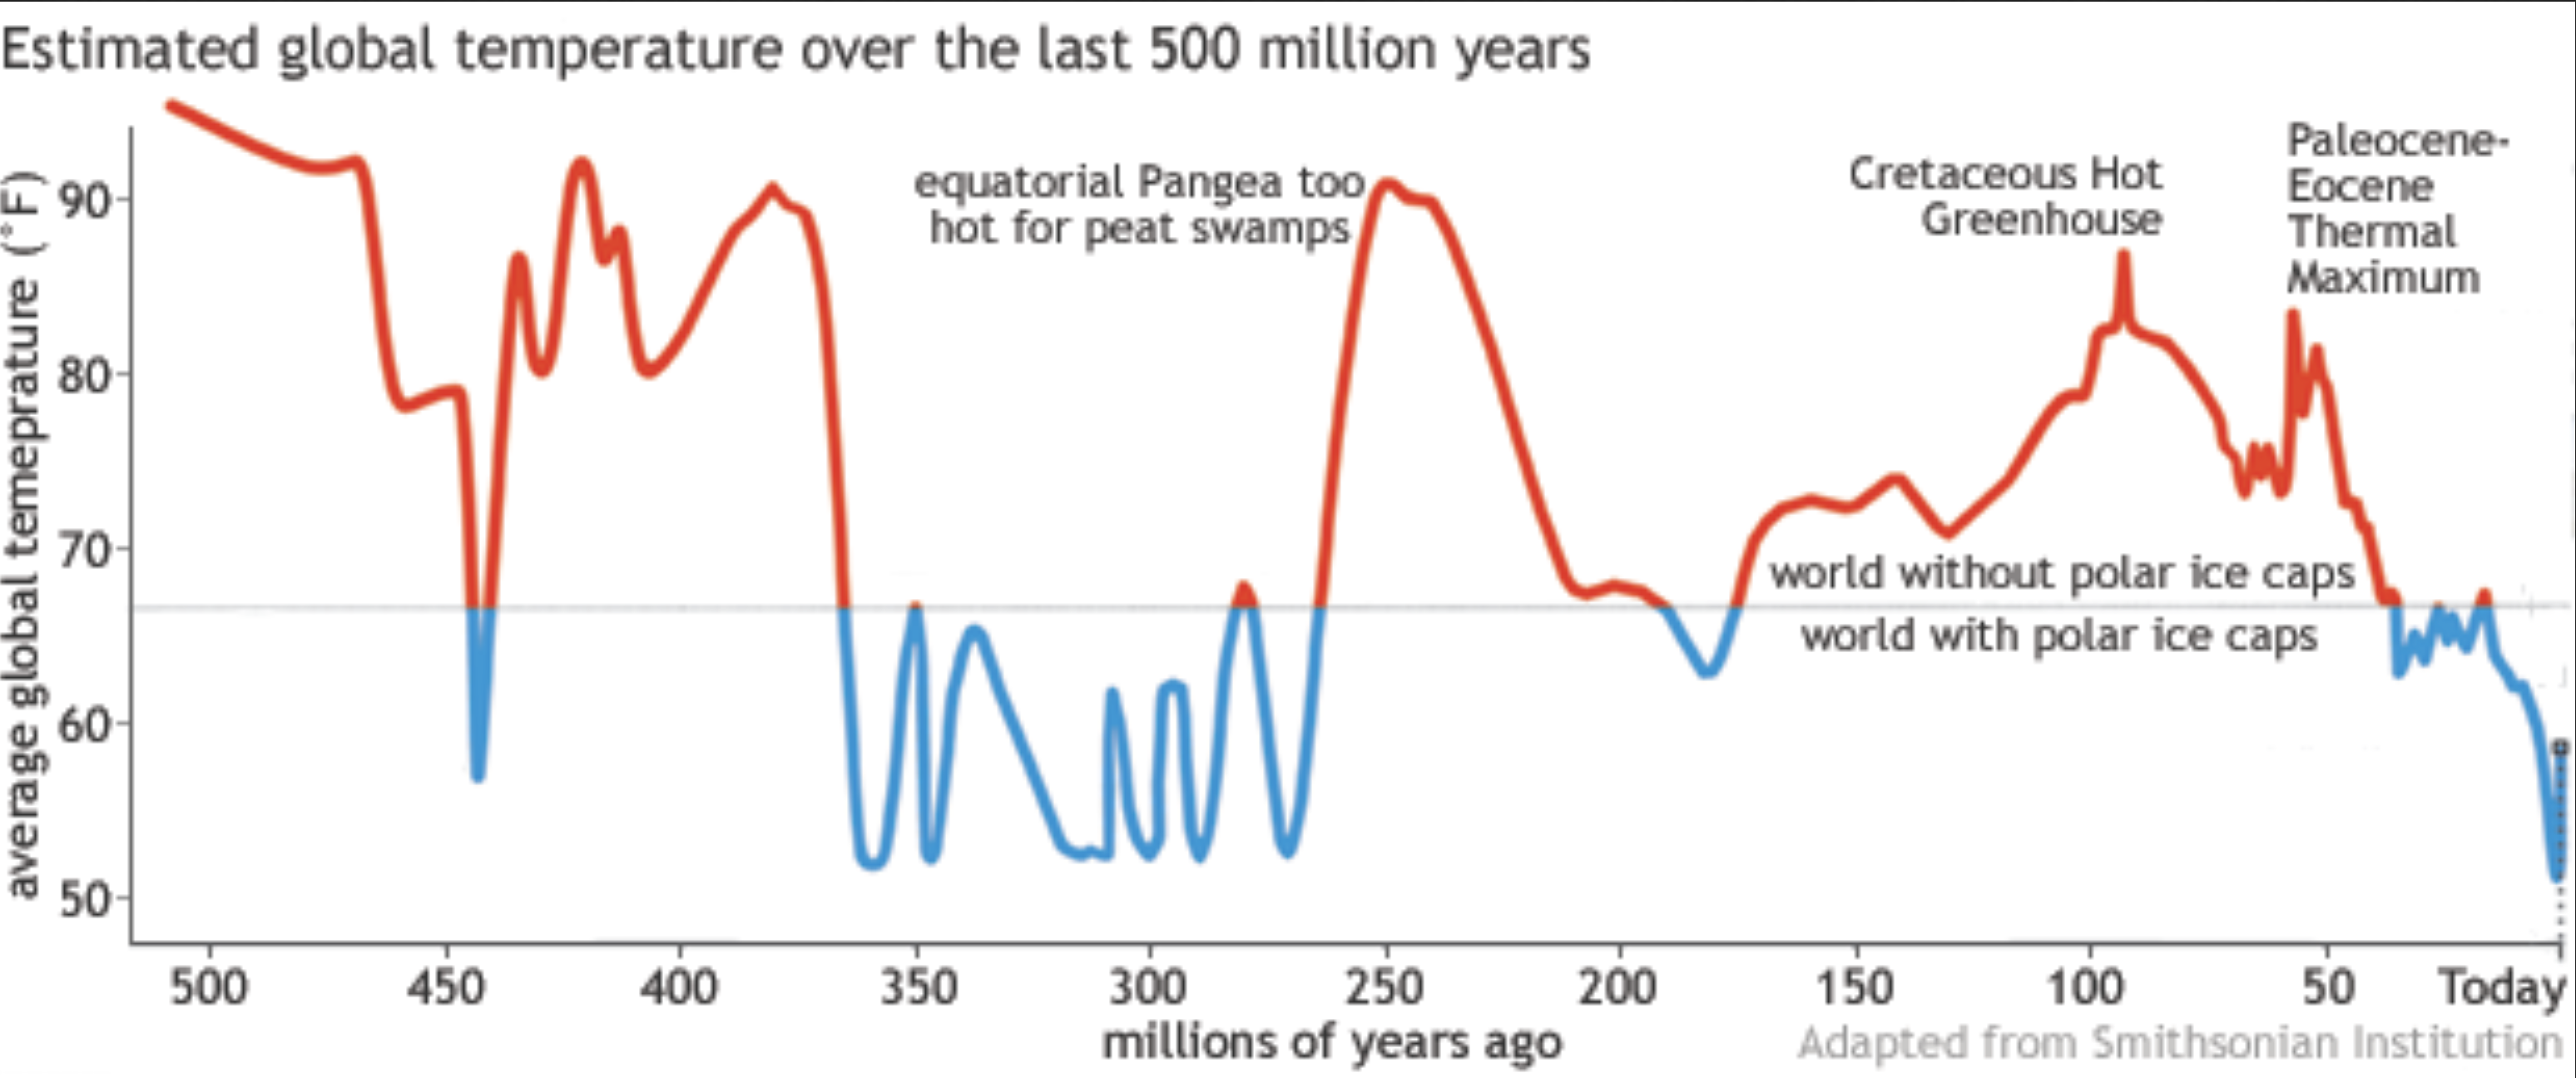 Estimated global temperature over the last 500 million years
average global temeprature (°F)
90
80
70
60
50
equatorial Pangea too
hot for peat swamps
Cretaceous Hot
Greenhouse
Paleocene-
Eocene
Thermal
Maximum
world without polar ice caps
world with polar ice caps
500 450 400 350 300 250 200 150 100 50 Today
millions of years ago
Adapted from Smithsonian Institution